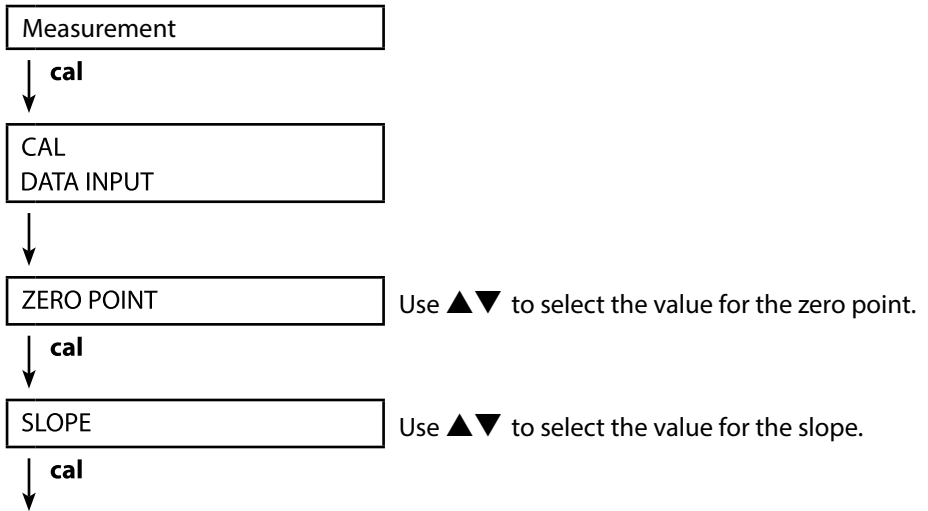 Measurement
cal
CAL
DATA INPUT
ZERO POINT
Use ▲▼ to select the value for the zero point.
cal
SLOPE
Use ▲▼ to select the value for the slope.
cal